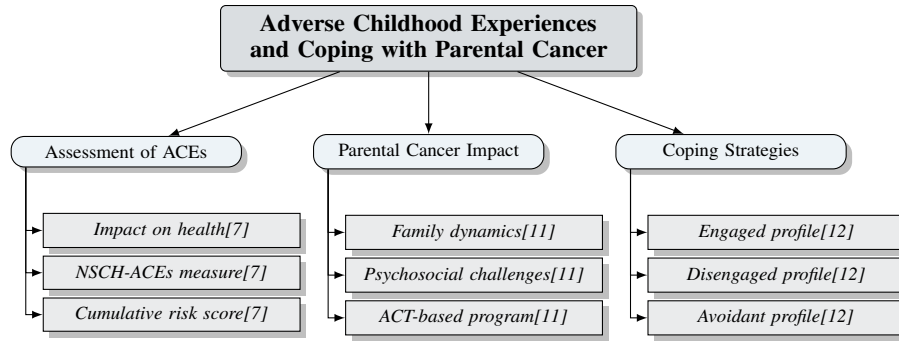 Adverse Childhood Experiences
and Coping with Parental Cancer
Assessment of ACEs
Parental Cancer Impact
Coping Strategies
Impact on health[7]
NSCH-ACEs measure[7]
Cumulative risk score[7]
Family dynamics[11]
Psychosocial challenges[11]
ACT-based program[11]
Engaged profile[12]
Disengaged profile[12]
Avoidant profile[12]